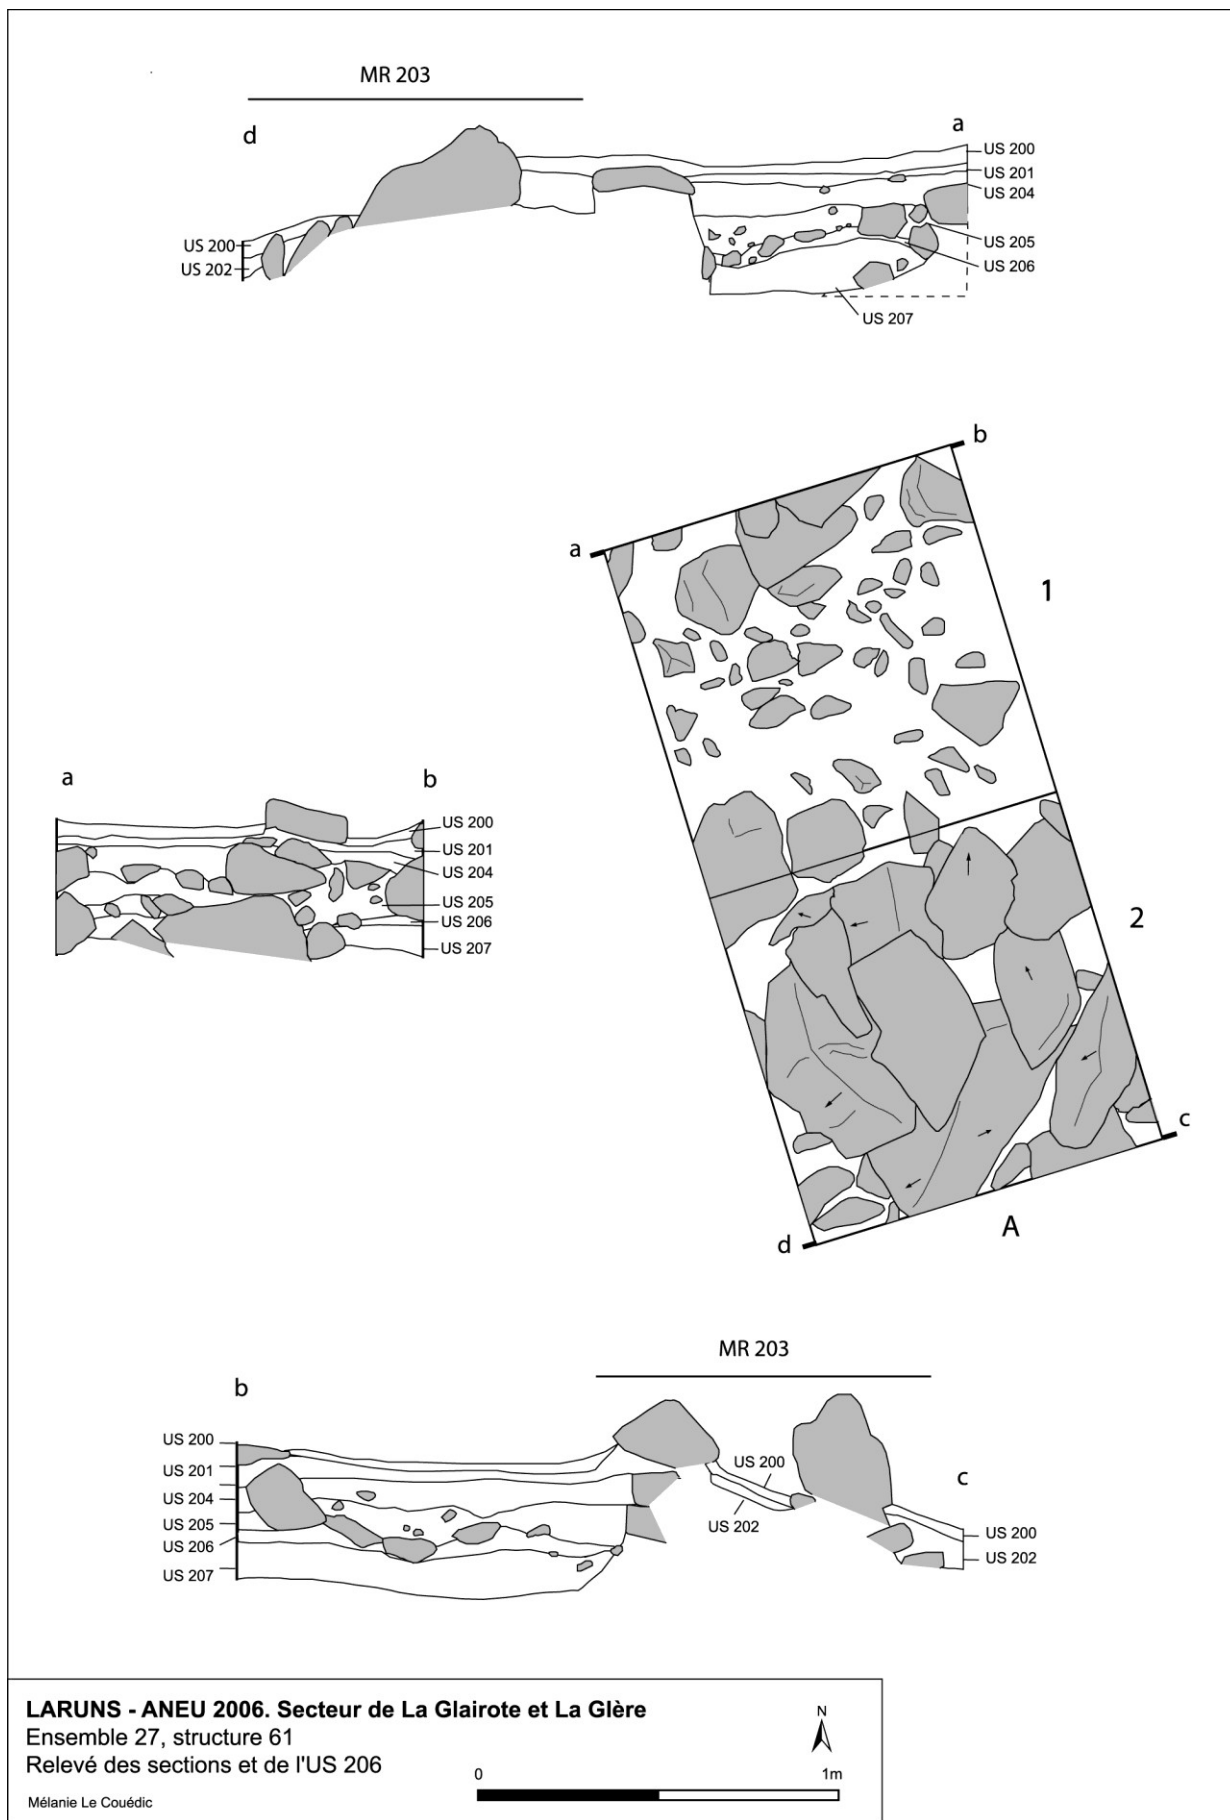 MR 203
d
a
US 200
US 201
US 204
US 200
US 202
US 205
US 206
US 207
b
a
1
a
b
US 200
US 201
US 204
US 205
US 206
US 207
2
c
d
A
MR 203
b
US 200
US 201
US 204
US 205
US 206
US 207
US 200
US 202
c
US 200
US 202
LARUNS - ANEU 2006. Secteur de La Glairote et La Glère
Ensemble 27, structure 61
Relevé des sections et de l'US 206
Mélanie Le Couédic
N
0 1m